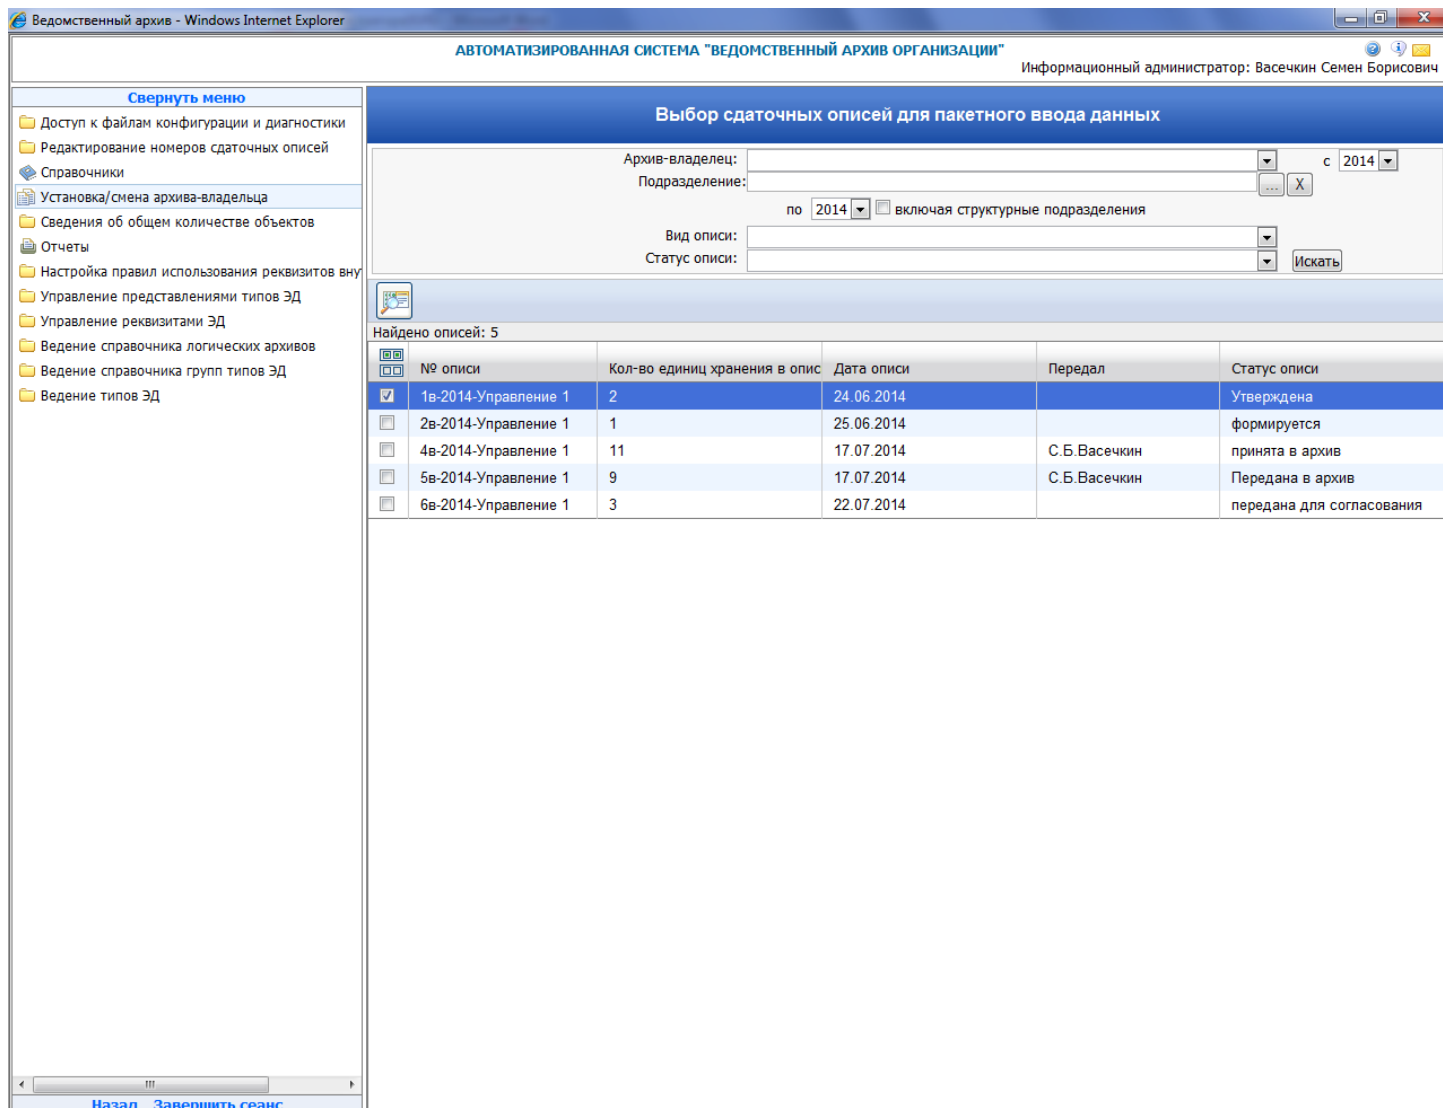 Ведомственный архив - Windows Internet Explorer
АВТОМАТИЗИРОВАННАЯ СИСТЕМА "ВЕДОМСТВЕННЫЙ АРХИВ ОРГАНИЗАЦИИ"
Информационный администратор: Васечкин Семен Борисович
Свернуть меню
Доступ к файлам конфигурации и диагностики
Редактирование номеров сдаточных описей
Справочники
Установка/смена архива-владельца
Сведения об общем количестве объектов
Отчеты
Настройка правил использования реквизитов вну
Управление представлениями типов ЭД
Управление реквизитами ЭД
Ведение справочника логических архивов
Ведение справочника групп типов ЭД
Ведение типов ЭД
Назад Завершить сеанс
Выбор сдаточных описей для пакетного ввода данных
Архив-владелец: с 2014
Подразделение: ... X
по 2014 включая структурные подразделения
Вид описи:
Статус описи: Искать
Найдено описей: 5
№ описи Кол-во единиц хранения в опис Дата описи Передал Статус описи
1в-2014-Управление 1 2 24.06.2014 Утверждена
2в-2014-Управление 1 1 25.06.2014 формируется
4в-2014-Управление 1 11 17.07.2014 С.Б.Васечкин принята в архив
5в-2014-Управление 1 9 17.07.2014 С.Б.Васечкин Передана в архив
6в-2014-Управление 1 3 22.07.2014 передана для согласования